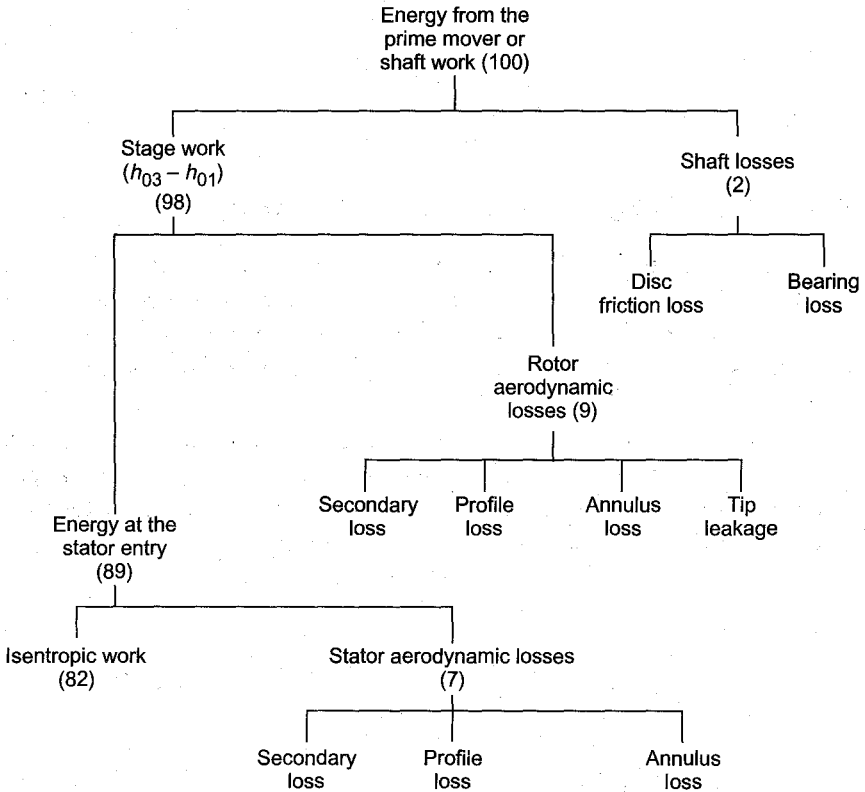 Energy from the
prime mover or
shaft work (100)
Stage work
(h03 – h01)
(98)
Shaft losses
(2)
Disc
friction loss
Bearing
loss
Rotor
aerodynamic
losses (9)
Secondary
loss
Profile
loss
Annulus
loss
Tip
leakage
Energy at the
stator entry
(89)
Isentropic work
(82)
Stator aerodynamic losses
(7)
Secondary
loss
Profile
loss
Annulus
loss